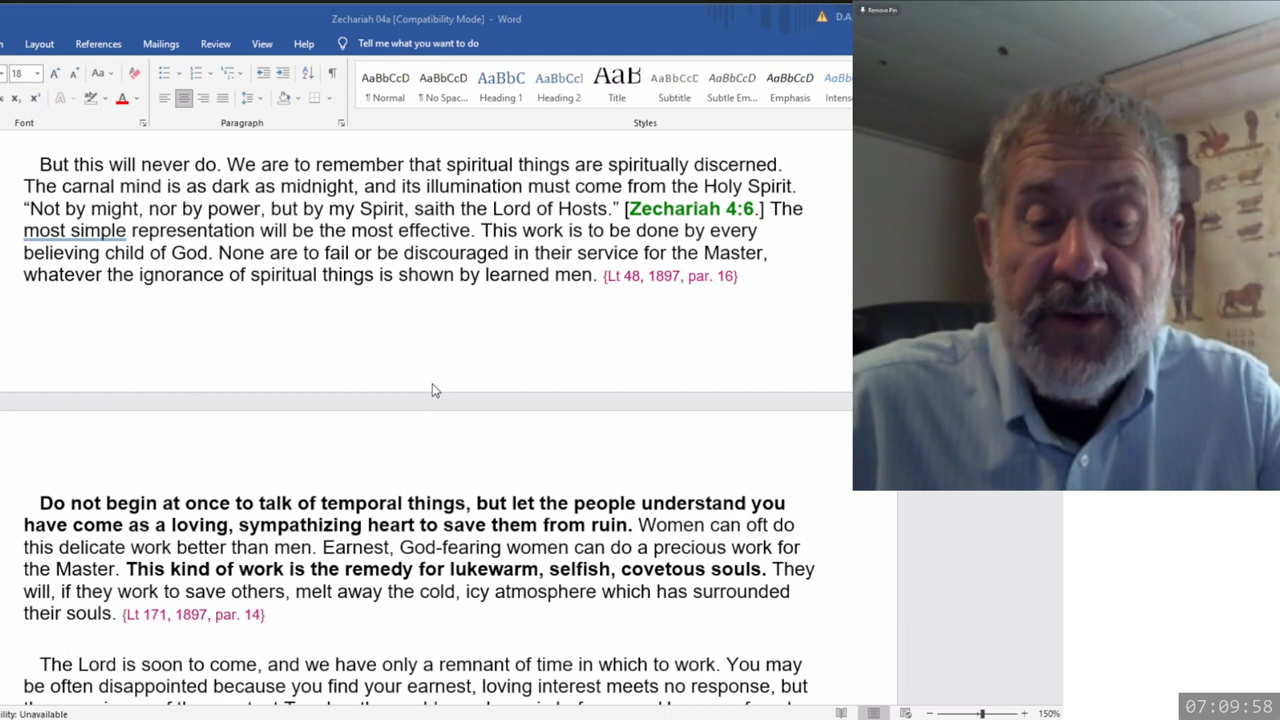 Zechariah 04a [Compatibility Mode] - Word
D.A.
Remove Pin
Layout References Mailings Review View Help Tell me what you want to do
18 Aa
AaBbCcD AaBbCcD AaBbC AaBbCcl AaB AaBbCcD AaBbCcD AaBbCcD AaBb
¶ Normal ¶ No Spac... Heading 1 Heading 2 Title Subtitle Subtle Em... Emphasis Intens
Font Paragraph Styles
But this will never do. We are to remember that spiritual things are spiritually discerned.
The carnal mind is as dark as midnight, and its illumination must come from the Holy Spirit.
“Not by might, nor by power, but by my Spirit, saith the Lord of Hosts.” [Zechariah 4:6.] The
most simple representation will be the most effective. This work is to be done by every
believing child of God. None are to fail or be discouraged in their service for the Master,
whatever the ignorance of spiritual things is shown by learned men. {Lt 48, 1897, par. 16}
Do not begin at once to talk of temporal things, but let the people understand you
have come as a loving, sympathizing heart to save them from ruin. Women can oft do
this delicate work better than men. Earnest, God-fearing women can do a precious work for
the Master. This kind of work is the remedy for lukewarm, selfish, covetous souls. They
will, if they work to save others, melt away the cold, icy atmosphere which has surrounded
their souls. {Lt 171, 1897, par. 14}
The Lord is soon to come, and we have only a remnant of time in which to work. You may
be often disappointed because you find your earnest, loving interest meets no response, but
ility: Unavailable
150%
07:09:58